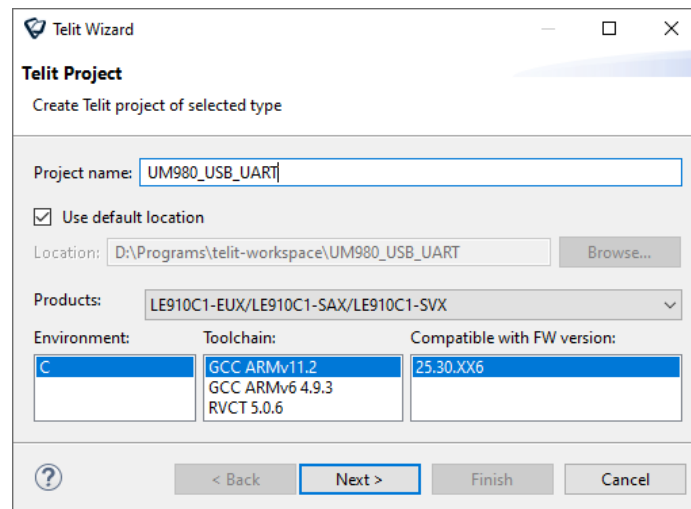 Telit Wizard
Telit Project
Create Telit project of selected type
Project name: UM980_USB_UART
Use default location
Location: D:\Programs\telit-workspace\UM980_USB_UART Browse...
Products: LE910C1-EUX/LE910C1-SAX/LE910C1-SVX
Environment: Toolchain: Compatible with FW version:
C GCC ARMv11.2 25.30.XX6
GCC ARMv6 4.9.3
RVCT 5.0.6
? < Back Next > Finish Cancel